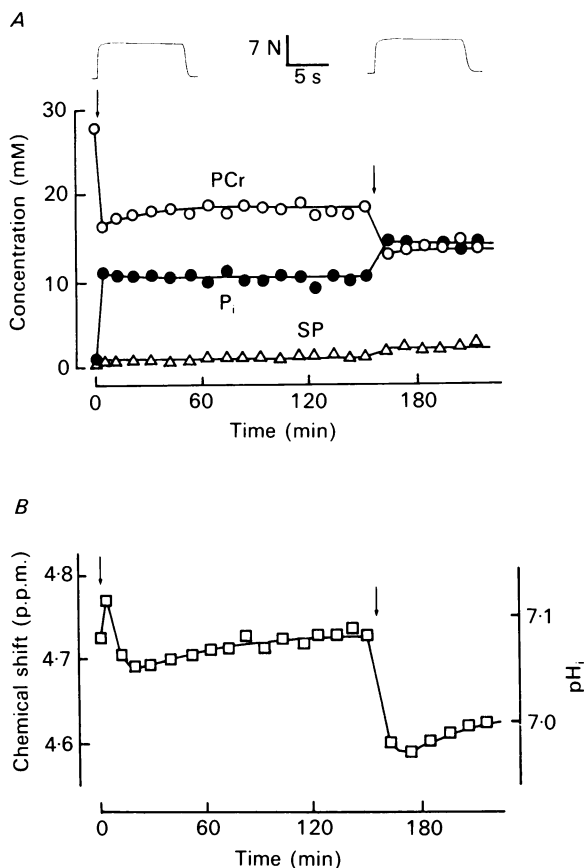 A
7 N
5 s
30
20
10
0
Concentration (mM)
PCr
Pi
SP
0 60 120 180
Time (min)
B
4·8
4·7
4·6
Chemical shift (p.p.m.)
7·1
7·0
pHi
0 60 120 180
Time (min)